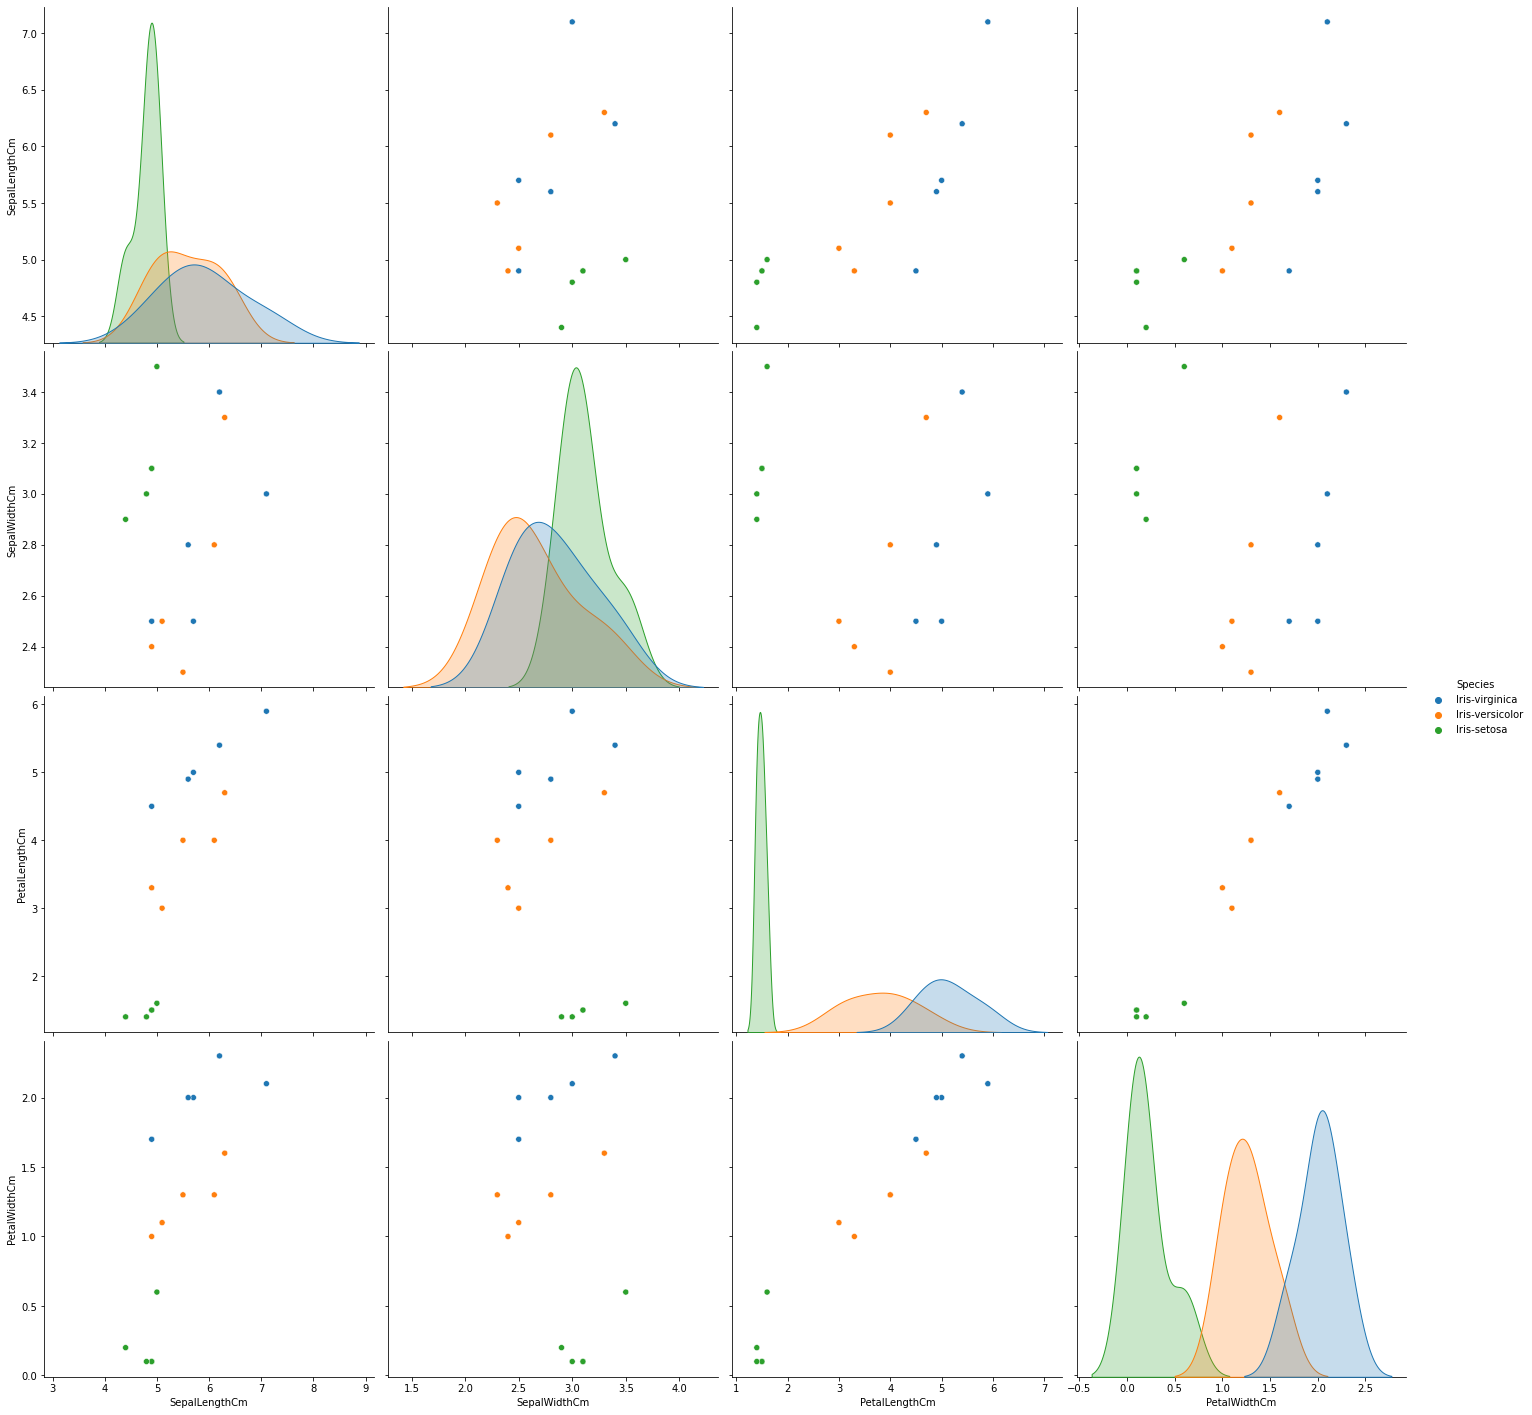 7.0
6.5
6.0
5.5
5.0
4.5
SepalLengthCm
3.4
3.2
3.0
2.8
2.6
2.4
SepalWidthCm
6
5
4
3
2
PetalLengthCm
Species
Iris-virginica
Iris-versicolor
Iris-setosa
2.0
1.5
1.0
0.5
0.0
PetalWidthCm
3 4 5 6 7 8 9
SepalLengthCm
1.5 2.0 2.5 3.0 3.5 4.0
SepalWidthCm
1 2 3 4 5 6 7
PetalLengthCm
−0.5 0.0 0.5 1.0 1.5 2.0 2.5
PetalWidthCm